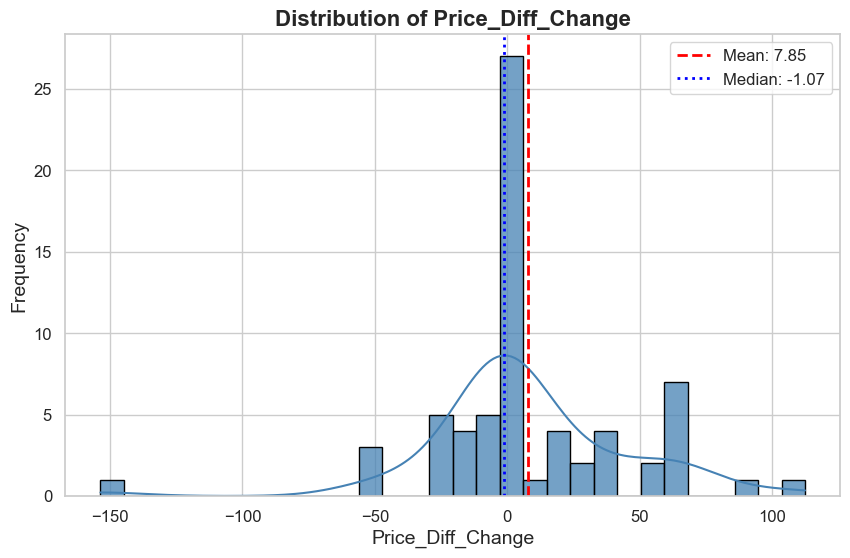 Distribution of Price_Diff_Change
Mean: 7.85
Median: -1.07
Frequency
25
20
15
10
5
0
−150
−100
−50
0
50
100
Price_Diff_Change